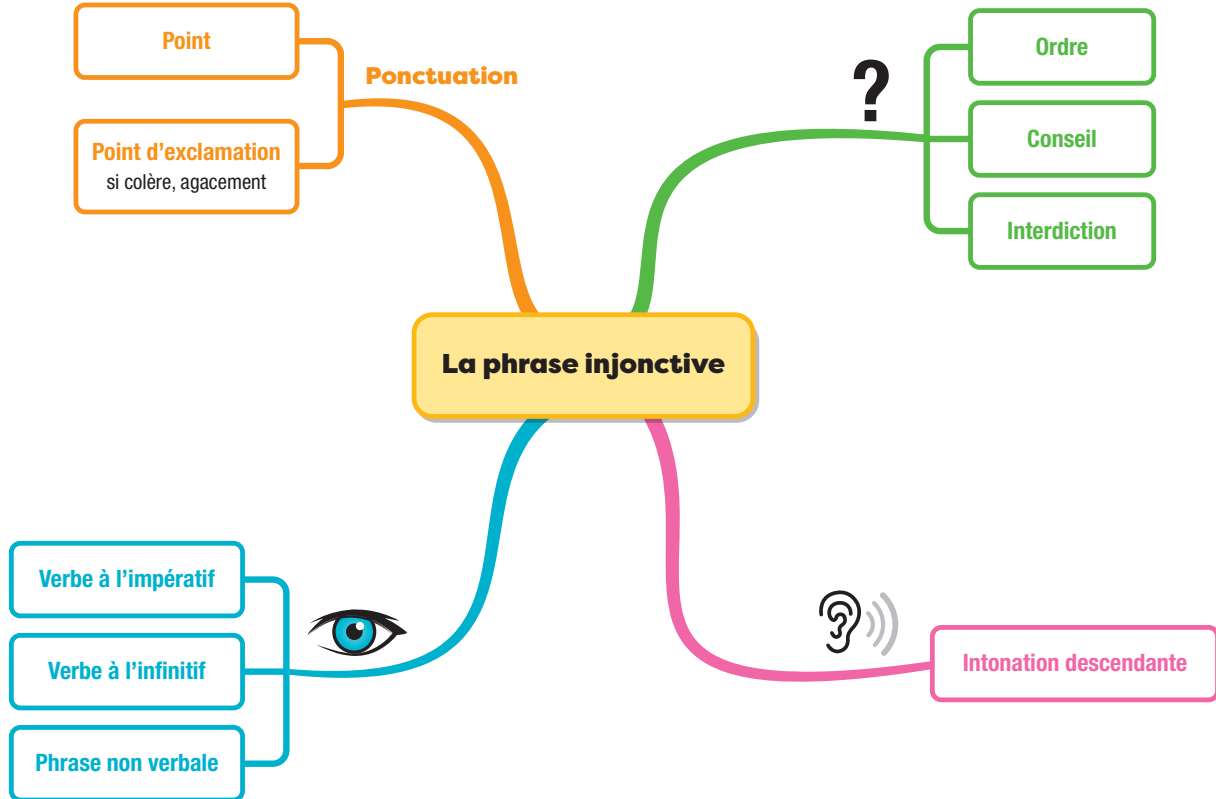 Point
Ponctuation
Point d’exclamation
si colère, agacement
?
Ordre
Conseil
Interdiction
La phrase injonctive
Verbe à l’impératif
Verbe à l’infinitif
Phrase non verbale
Intonation descendante